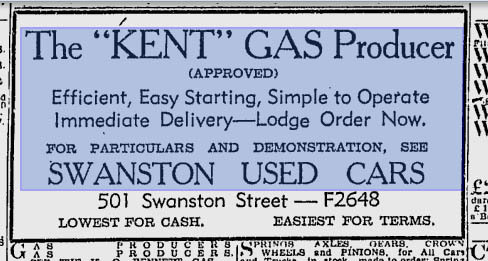 The "KENT" GAS Producer
(APPROVED)
Efficient, Easy Starting, Simple to Operate
Immediate Delivery—Lodge Order Now.
FOR PARTICULARS AND DEMONSTRATION, SEE
SWANSTON USED CARS
501 Swanston Street — F2648
LOWEST FOR CASH. EASIEST FOR TERMS.
GAS PRODUCERS
SPRINGS AXLES, GEARS, CROWN
WHEELS and PINIONS, for All Cars